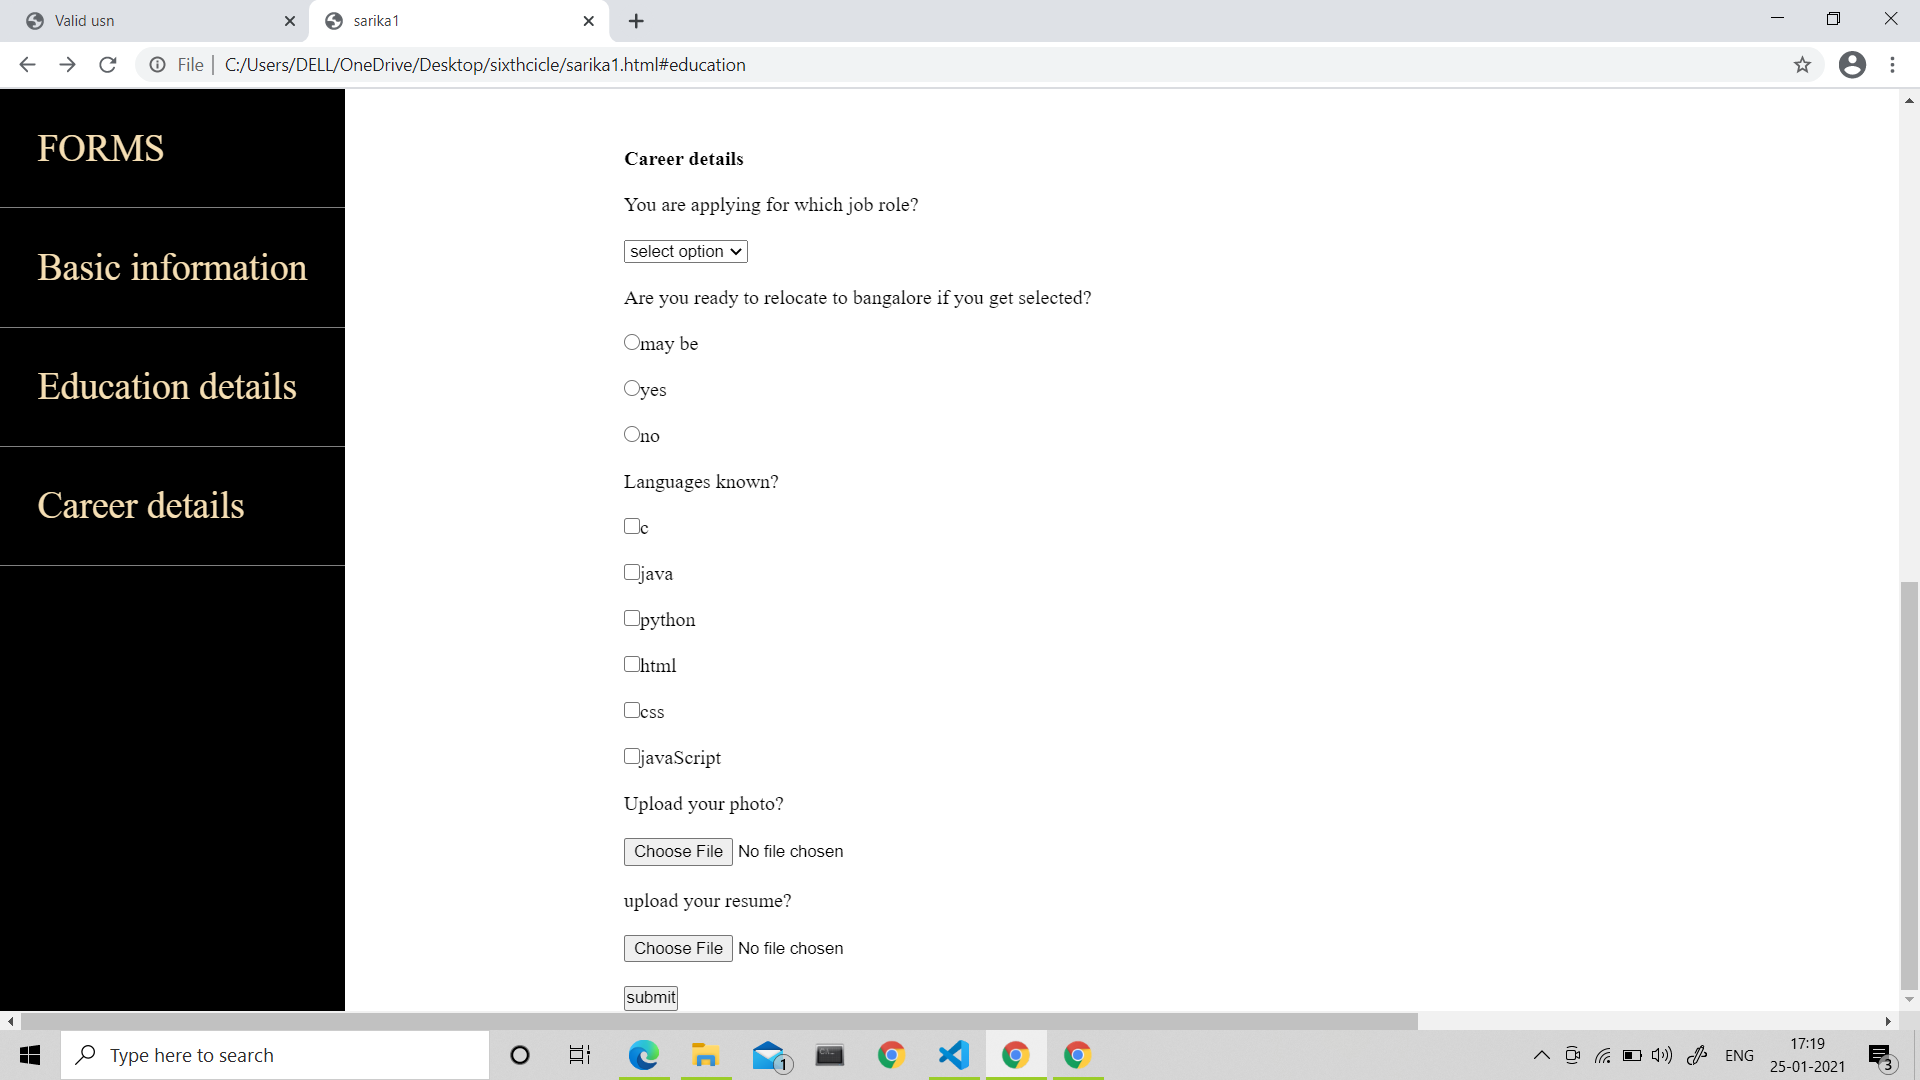 Valid usn
sarika1
File
C:/Users/DELL/OneDrive/Desktop/sixthcicle/sarika1.html#education
FORMS
Basic information
Education details
Career details
Career details
You are applying for which job role?
select option
Are you ready to relocate to bangalore if you get selected?
may be
yes
no
Languages known?
c
java
python
html
css
javaScript
Upload your photo?
Choose File No file chosen
upload your resume?
Choose File No file chosen
submit
Type here to search
1
ENG
17:19
25-01-2021
3